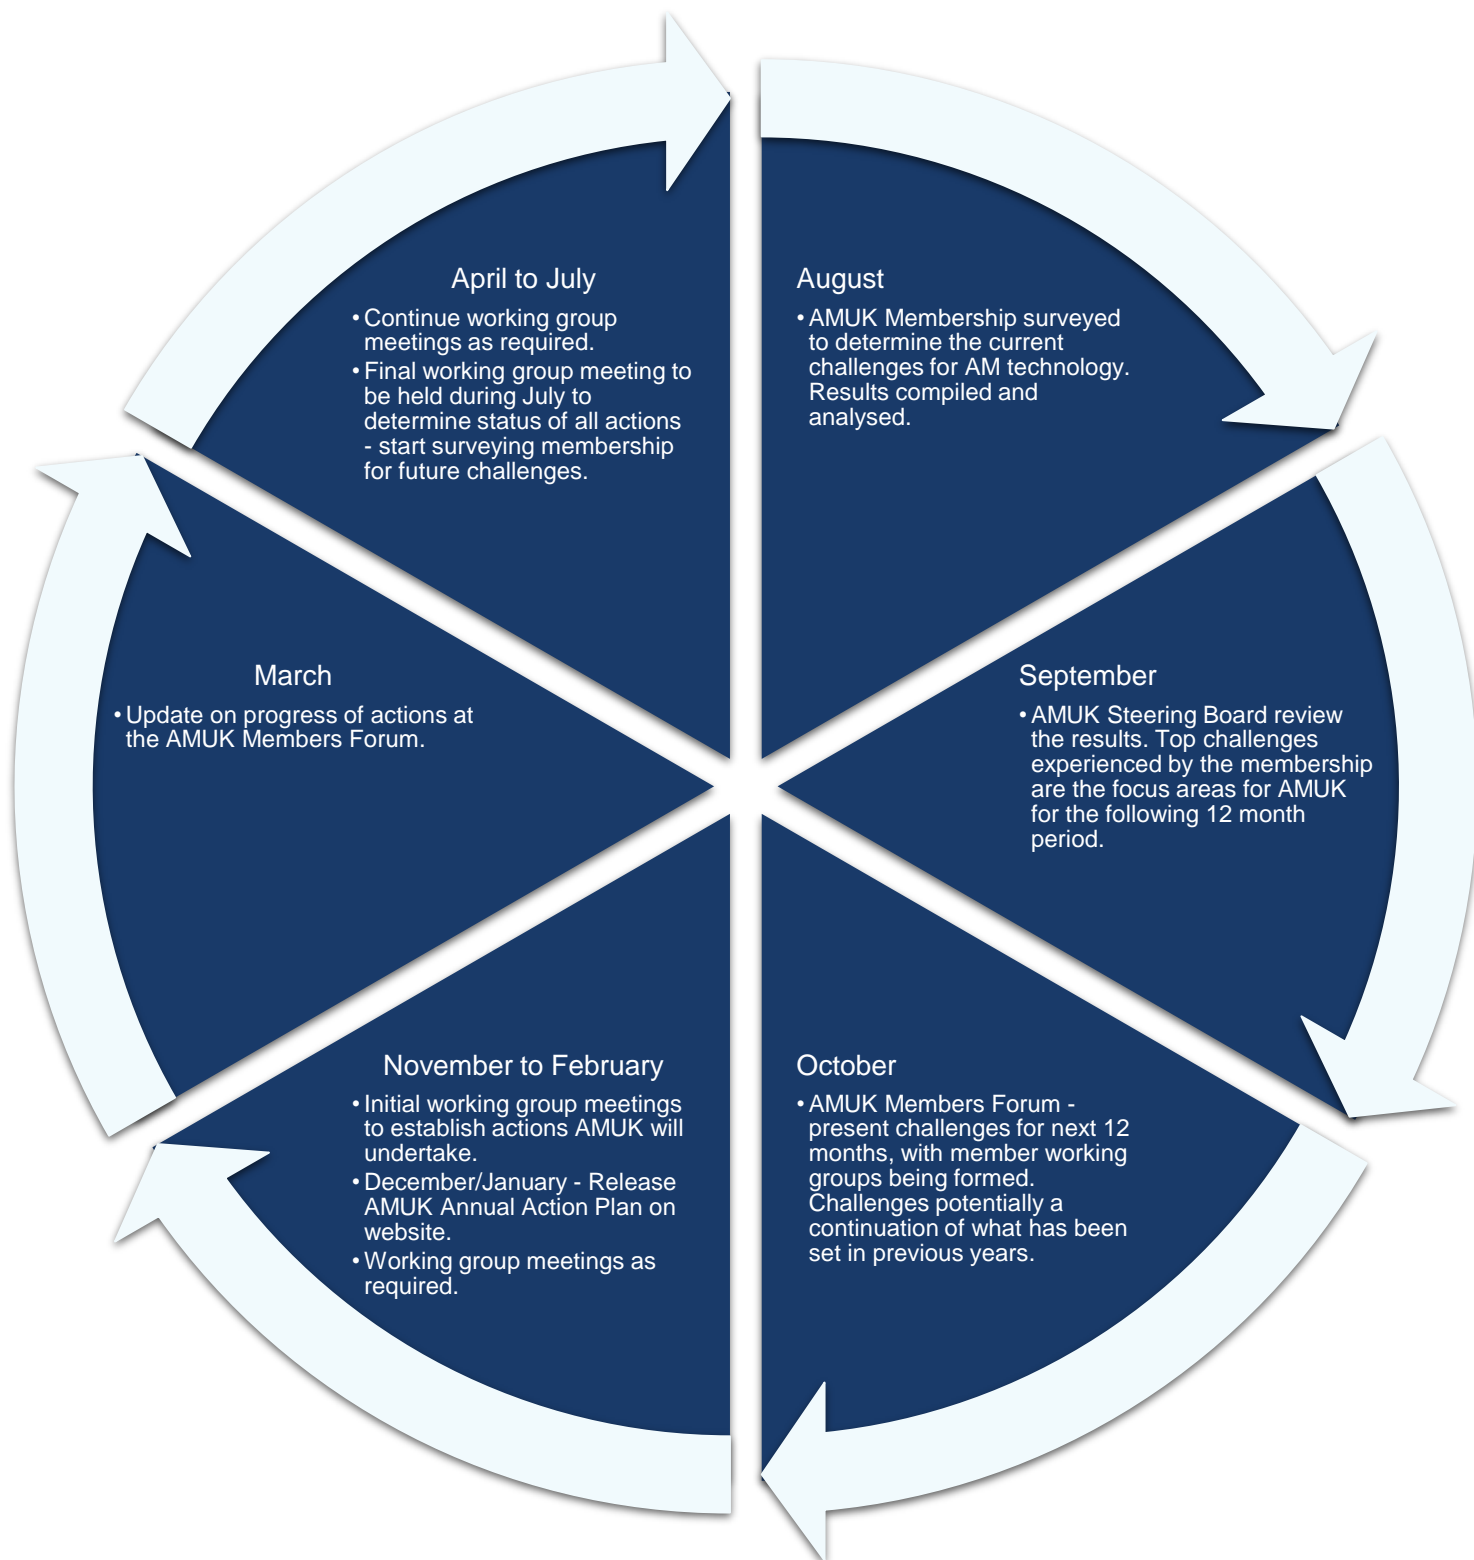 August
• AMUK Membership surveyed
to determine the current
challenges for AM technology.
Results compiled and
analysed.
September
• AMUK Steering Board review
the results. Top challenges
experienced by the membership
are the focus areas for AMUK
for the following 12 month
period.
October
• AMUK Members Forum -
present challenges for next 12
months, with member working
groups being formed.
Challenges potentially a
continuation of what has been
set in previous years.
November to February
• Initial working group meetings
to establish actions AMUK will
undertake.
• December/January - Release
AMUK Annual Action Plan on
website.
• Working group meetings as
required.
March
• Update on progress of actions at
the AMUK Members Forum.
April to July
• Continue working group
meetings as required.
• Final working group meeting to
be held during July to
determine status of all actions
- start surveying membership
for future challenges.